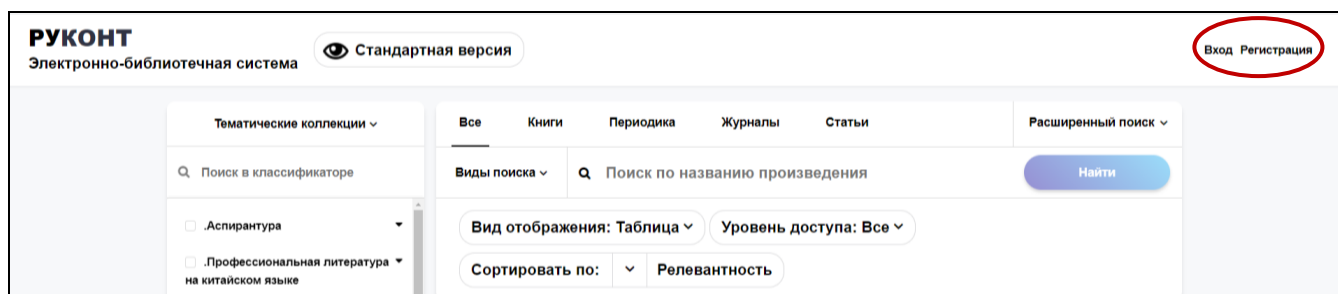 РУКОНТ
Электронно-библиотечная система
Стандартная версия
Вход Регистрация
Тематические коллекции
Поиск в классификаторе
.Аспирантура
.Профессиональная литература
на китайском языке
Все Книги Периодика Журналы Статьи Расширенный поиск
Виды поиска Поиск по названию произведения Найти
Вид отображения: Таблица Уровень доступа: Все
Сортировать по: Релевантность